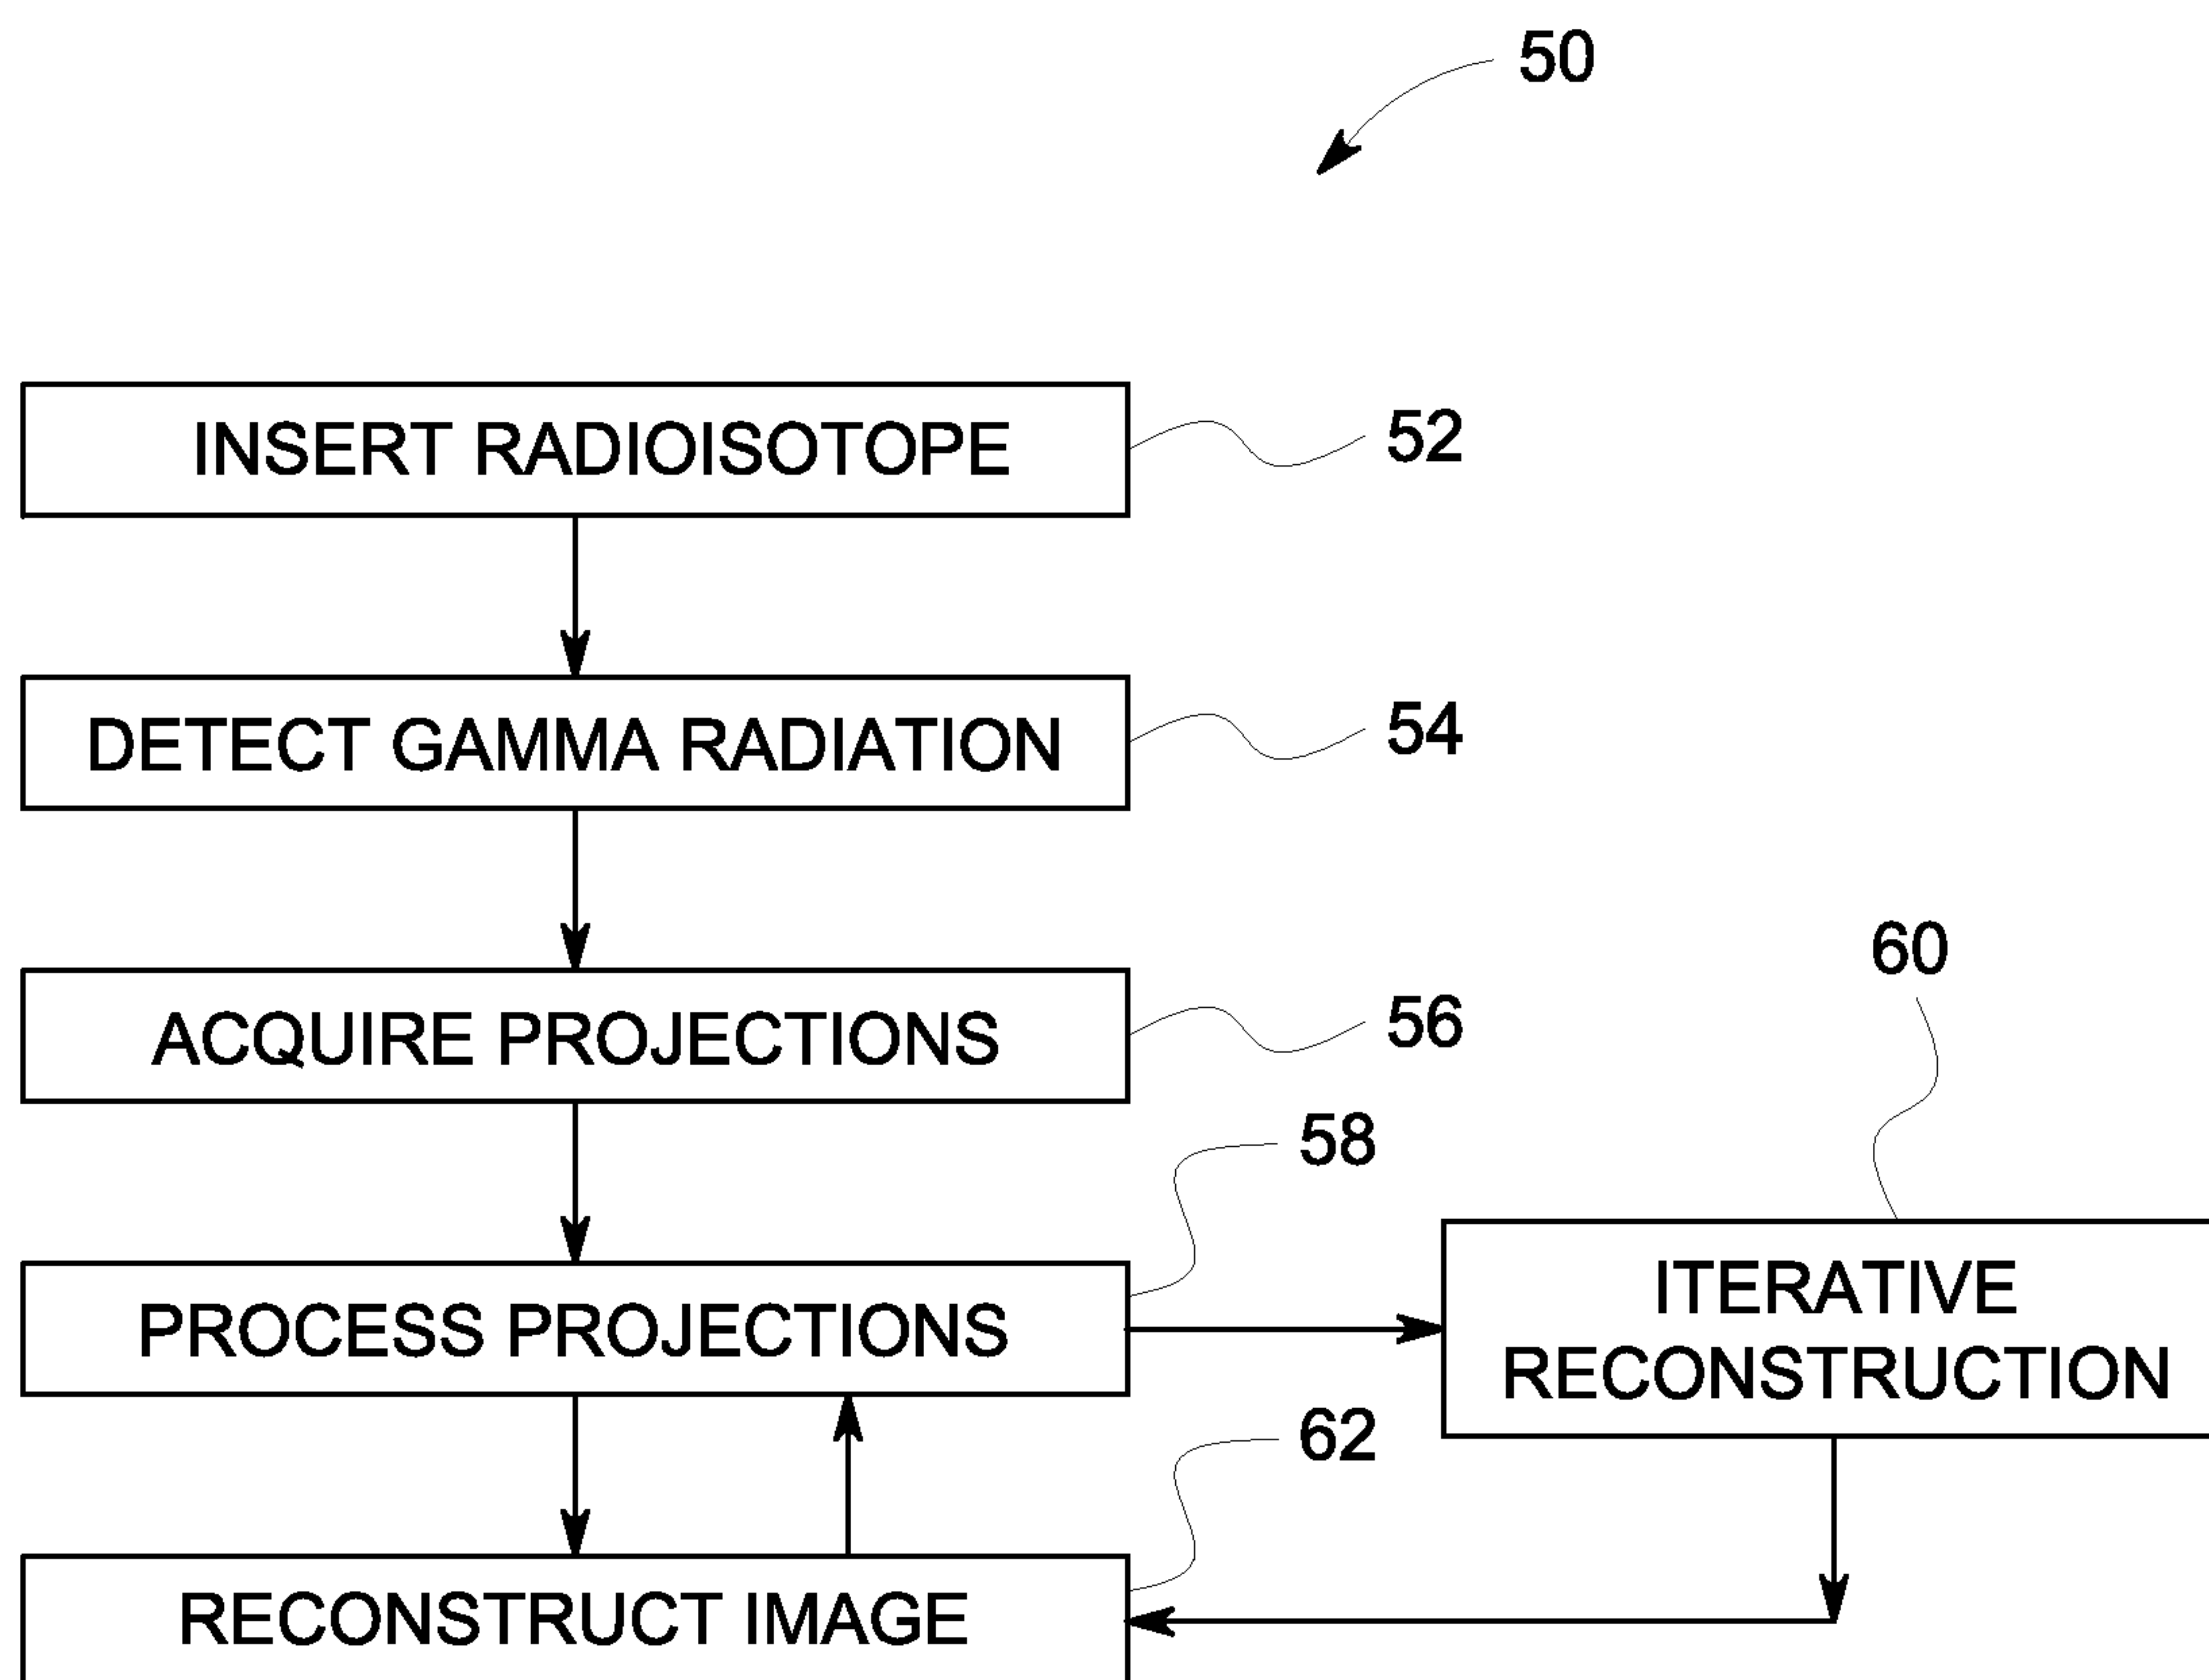 50
INSERT RADIOISOTOPE
52
DETECT GAMMA RADIATION
54
ACQUIRE PROJECTIONS
56
60
58
PROCESS PROJECTIONS
ITERATIVE
RECONSTRUCTION
62
RECONSTRUCT IMAGE